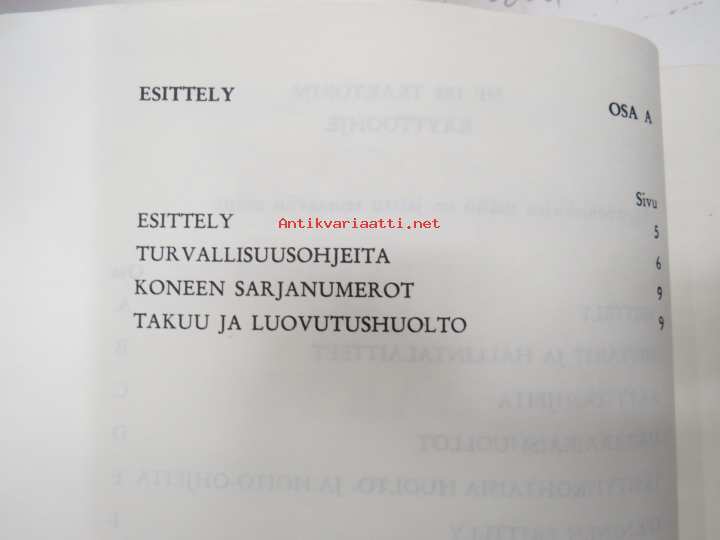 ESITTELY
OSA A
Sivu
ESITTELY 5
Antikvariaatti.net
TURVALLISUUSOHJEITA 6
KONEEN SARJANUMEROT 9
TAKUU JA LUOVUTUSHUOLTO 9